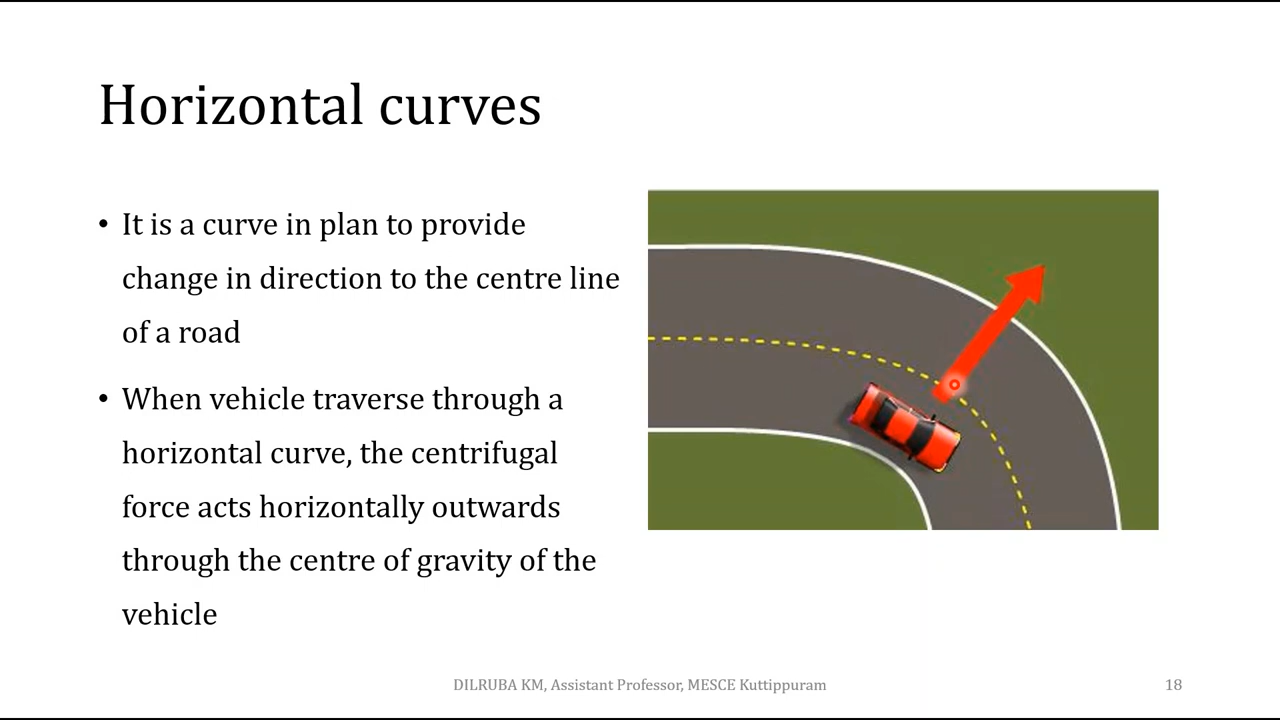 Horizontal curves
• It is a curve in plan to provide
change in direction to the centre line
of a road
• When vehicle traverse through a
horizontal curve, the centrifugal
force acts horizontally outwards
through the centre of gravity of the
vehicle
DILRUBA KM, Assistant Professor, MESCE Kuttippuram
18